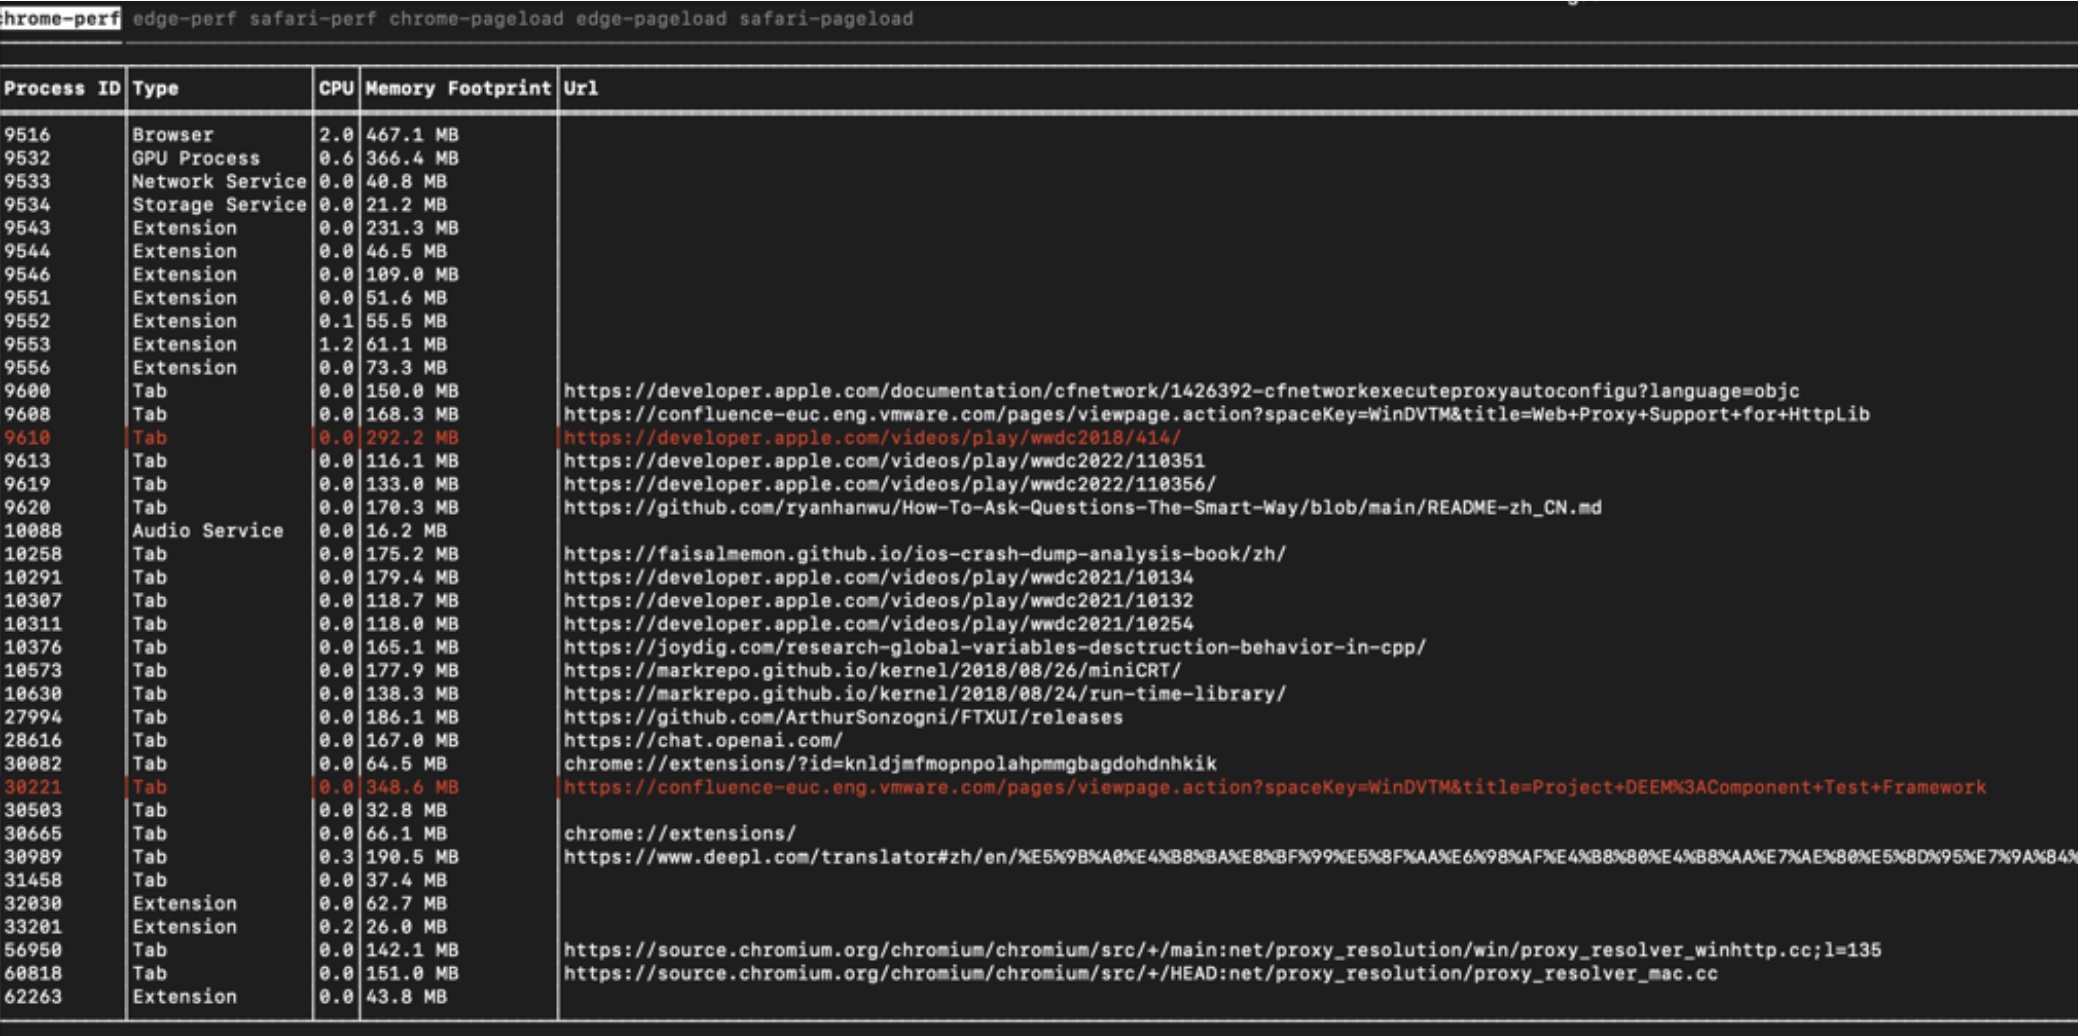 chrome-perf edge-perf safari-perf chrome-pageload edge-pageload safari-pageload
Process ID Type CPU Memory Footprint Url
9516 Browser 2.0 467.1 MB
9532 GPU Process 0.6 366.4 MB
9533 Network Service 0.0 40.8 MB
9534 Storage Service 0.0 21.2 MB
9543 Extension 0.0 231.3 MB
9544 Extension 0.0 46.5 MB
9546 Extension 0.0 109.0 MB
9551 Extension 0.0 51.6 MB
9552 Extension 0.1 55.5 MB
9553 Extension 1.2 61.1 MB
9556 Extension 0.0 73.3 MB
9600 Tab 0.0 150.0 MB https://developer.apple.com/documentation/cfnetwork/1426392-cfnetworkexecuteproxyautoconfigu?language=objc
9608 Tab 0.0 168.3 MB https://confluence-euc.eng.vmware.com/pages/viewpage.action?spaceKey=WinDVTM&title=Web+Proxy+Support+for+HttpLib
9610 Tab 0.0 292.2 MB https://developer.apple.com/videos/play/wwdc2018/414/
9613 Tab 0.0 116.1 MB https://developer.apple.com/videos/play/wwdc2022/110351
9619 Tab 0.0 133.0 MB https://developer.apple.com/videos/play/wwdc2022/110356/
9620 Tab 0.0 170.3 MB https://github.com/ryanhanwu/How-To-Ask-Questions-The-Smart-Way/blob/main/README-zh_CN.md
10088 Audio Service 0.0 16.2 MB
10258 Tab 0.0 175.2 MB https://faisalmemon.github.io/ios-crash-dump-analysis-book/zh/
10291 Tab 0.0 179.4 MB https://developer.apple.com/videos/play/wwdc2021/10134
10307 Tab 0.0 118.7 MB https://developer.apple.com/videos/play/wwdc2021/10132
10311 Tab 0.0 118.0 MB https://developer.apple.com/videos/play/wwdc2021/10254
10376 Tab 0.0 165.1 MB https://joydig.com/research-global-variables-desctruction-behavior-in-cpp/
10573 Tab 0.0 177.9 MB https://markrepo.github.io/kernel/2018/08/26/miniCRT/
10630 Tab 0.0 138.3 MB https://markrepo.github.io/kernel/2018/08/24/run-time-library/
27994 Tab 0.0 186.1 MB https://github.com/ArthurSonzogni/FTXUI/releases
28616 Tab 0.0 167.0 MB https://chat.openai.com/
30082 Tab 0.0 64.5 MB chrome://extensions/?id=knldjmfmopnpolahpmmgbagdohdnhkik
30221 Tab 0.0 348.6 MB https://confluence-euc.eng.vmware.com/pages/viewpage.action?spaceKey=WinDVTM&title=Project+DEEM%3AComponent+Test+Framework
30503 Tab 0.0 32.8 MB
30665 Tab 0.0 66.1 MB chrome://extensions/
30989 Tab 0.3 190.5 MB https://www.deepl.com/translator#zh/en/%E5%9B%A0%E4%B8%BA%E8%BF%99%E5%8F%AA%E6%98%AF%E4%B8%80%E4%B8%AA%E7%AE%80%E5%8D%95%E7%9A%84%
31458 Tab 0.0 37.4 MB
32030 Extension 0.0 62.7 MB
33201 Extension 0.2 26.0 MB
56950 Tab 0.0 142.1 MB https://source.chromium.org/chromium/chromium/src/+/main:net/proxy_resolution/win/proxy_resolver_winhttp.cc;l=135
60818 Tab 0.0 151.0 MB https://source.chromium.org/chromium/chromium/src/+/HEAD:net/proxy_resolution/proxy_resolver_mac.cc
62263 Extension 0.0 43.8 MB